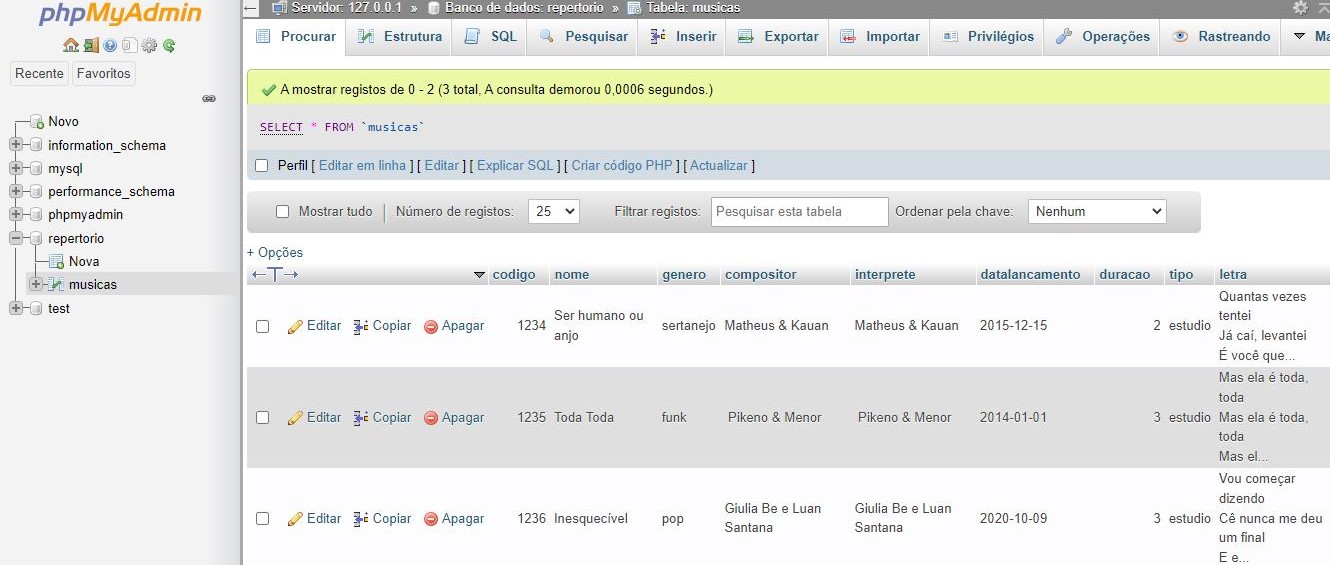 phpMyAdmin
Recente Favoritos
Novo
information_schema
mysql
performance_schema
phpmyadmin
repertorio
Nova
musicas
test
Servidor: 127.0.0.1 » Banco de dados: repertorio » Tabela: musicas
Procurar Estrutura SQL Pesquisar Inserir Exportar Importar Privilégios Operações Rastreando Ma
A mostrar registos de 0 - 2 (3 total, A consulta demorou 0,0006 segundos.)
SELECT * FROM `musicas`
Perfil [ Editar em linha ] [ Editar ] [ Explicar SQL ] [ Criar código PHP ] [ Actualizar ]
Mostrar tudo | Número de registos: 25 Filtrar registos: Pesquisar esta tabela Ordenar pela chave: Nenhum
+ Opções
←T→ codigo nome genero compositor interprete datalancamento duracao tipo letra
Editar Copiar Apagar 1234 Ser humano ou anjo sertanejo Matheus & Kauan Matheus & Kauan 2015-12-15 2 estudio Quantas vezes
tentei
Já caí, levantei
É você que...
Editar Copiar Apagar 1235 Toda Toda funk Pikeno & Menor Pikeno & Menor 2014-01-01 3 estudio Mas ela é toda,
toda
Mas ela é toda,
toda
Mas el...
Editar Copiar Apagar 1236 Inesquecível pop Giulia Be e Luan Santana Giulia Be e Luan Santana 2020-10-09 3 estudio Vou começar
dizendo
Cê nunca me deu
um final
E e...